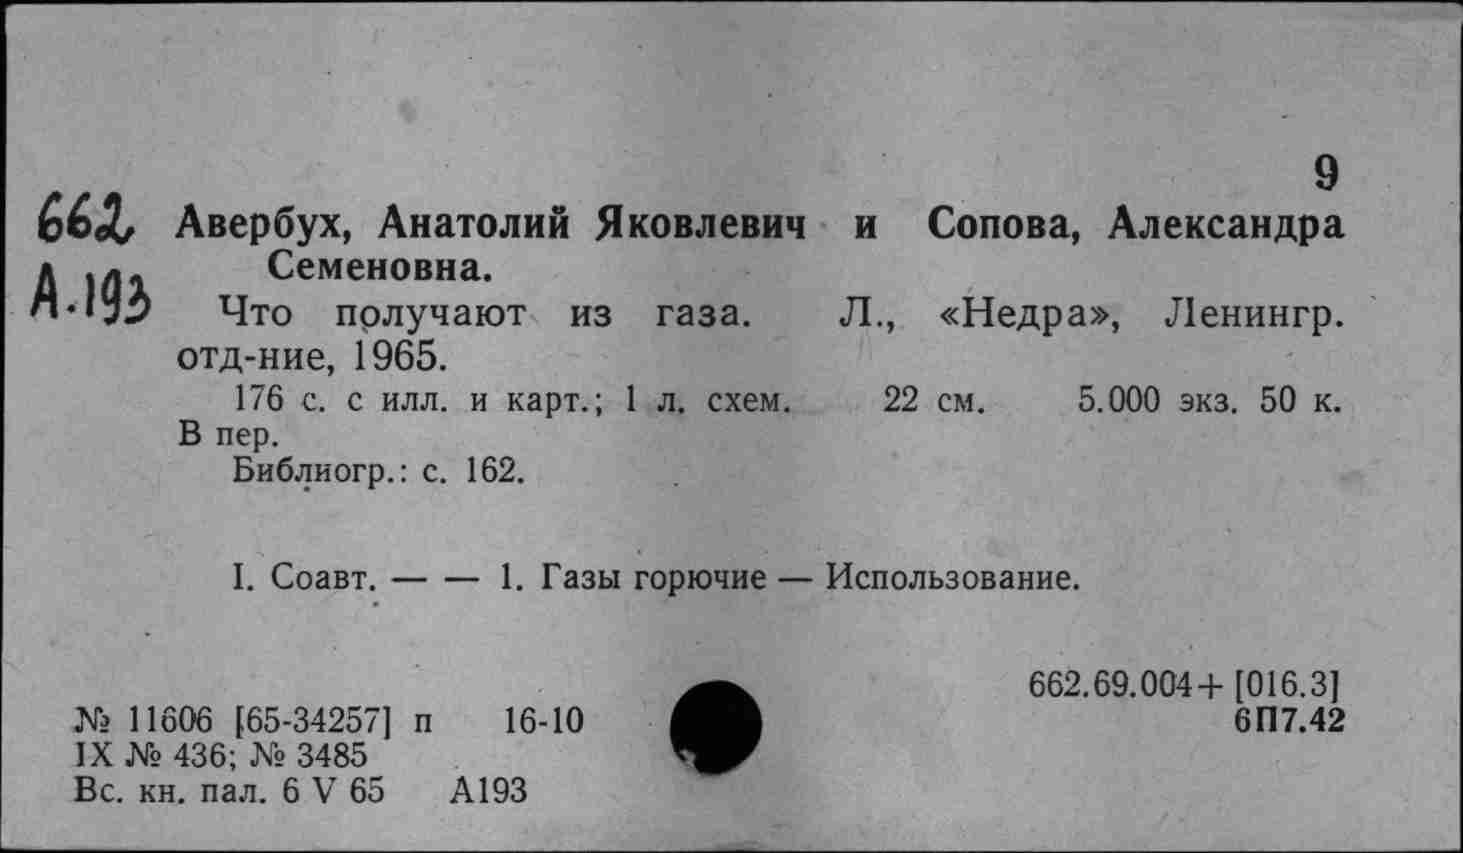 9
662 Авербух, Анатолий Яковлевич и Сопова, Александра
А.193 Семеновна.
Что получают из газа. Л., «Недра», Ленингр.
отд-ние, 1965.
176 с. с илл. и карт.; 1 л. схем. 22 см. 5.000 экз. 50 к.
В пер.
Библиогр.: с. 162.
I. Соавт. — — 1. Газы горючие — Использование.
662.69.004+[016.3]
№ 11606 [65-34257] п 16-10 6П7.42
IX № 436; № 3485
Вс. кн. пал. 6 V 65 А193